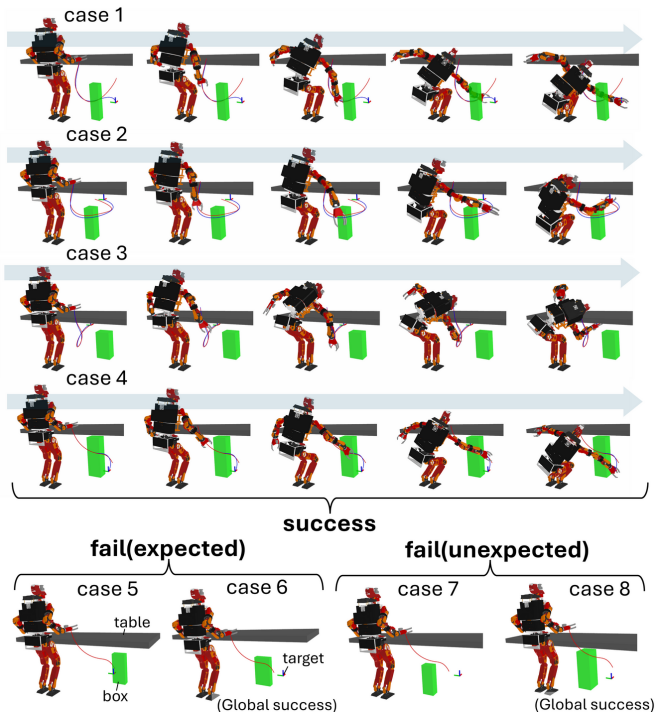 case 1
case 2
case 3
case 4
success
fail(expected)
fail(unexpected)
case 5
case 6
case 7
case 8
table
target
box
(Global success)
(Global success)